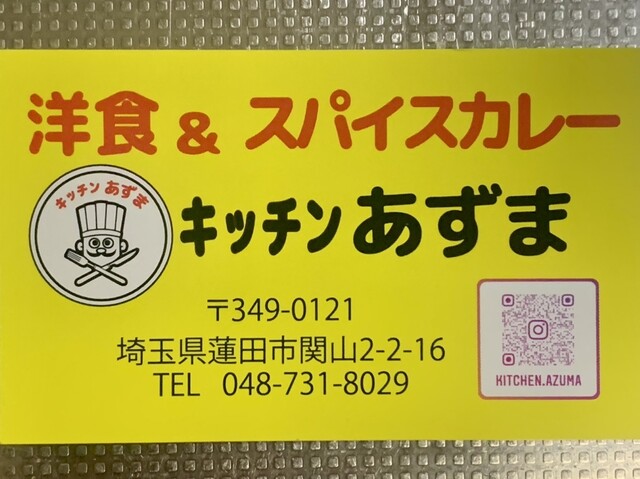 洋食 & スパイスカレー
キッチン あずま
キッチンあずま
〒349-0121
埼玉県蓮田市関山2-2-16
TEL 048-731-8029
KITCHEN.AZUMA